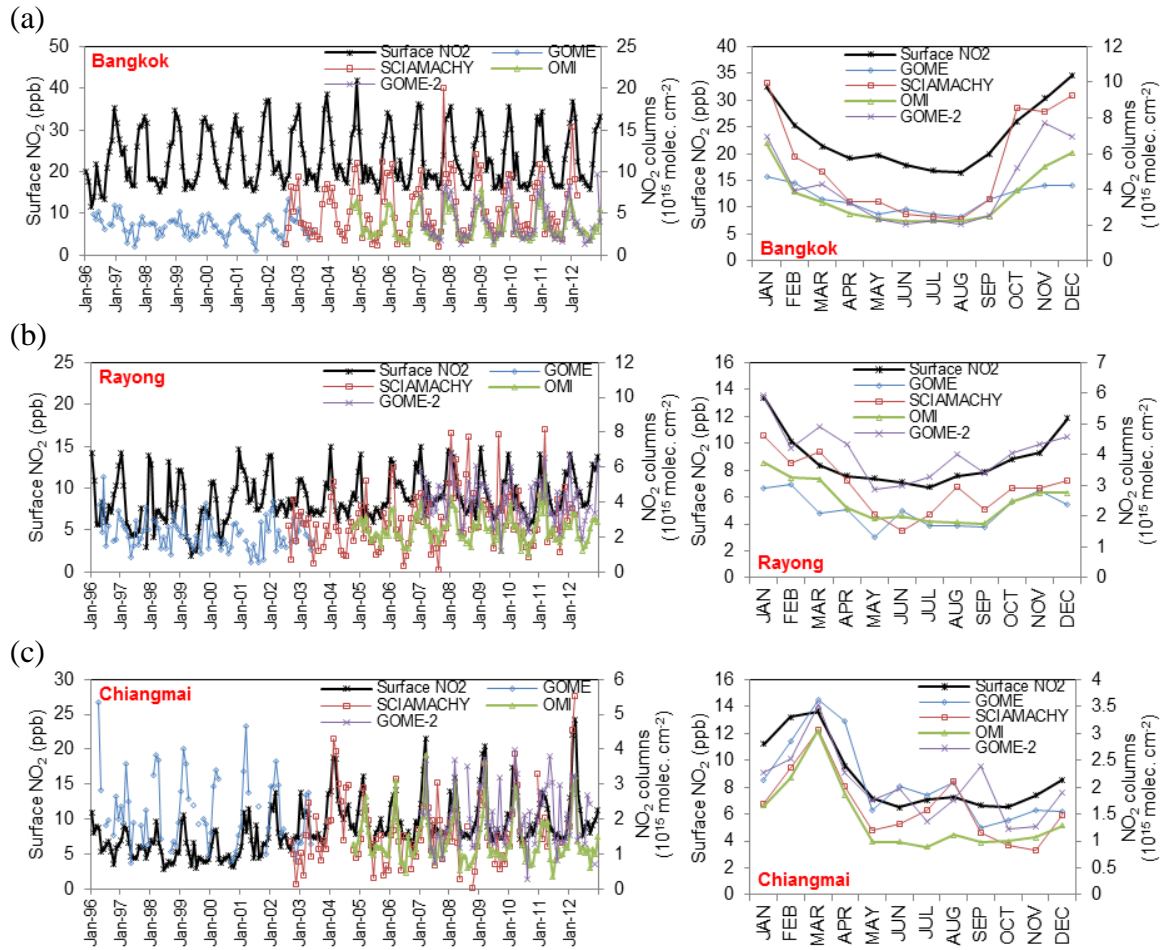 (a)
50
40
30
20
10
0
Surface NO2 (ppb)
Bangkok
Surface NO2
GOME
SCIAMACHY
OMI
GOME-2
25
20
15
10
5
0
NO2 columns
(10^15 molec. cm-2)
Jan-96
Jan-97
Jan-98
Jan-99
Jan-00
Jan-01
Jan-02
Jan-03
Jan-04
Jan-05
Jan-06
Jan-07
Jan-08
Jan-09
Jan-10
Jan-11
Jan-12
40
35
30
25
20
15
10
5
0
Surface NO2 (ppb)
Surface NO2
GOME
SCIAMACHY
OMI
GOME-2
12
10
8
6
4
2
0
NO2 columns
(10^15 molec. cm-2)
JAN
FEB
MAR
APR
MAY
JUN
JUL
AUG
SEP
OCT
NOV
DEC
Bangkok
(b)
25
20
15
10
5
0
Surface NO2 (ppb)
Rayong
Surface NO2
GOME
SCIAMACHY
OMI
GOME-2
12
10
8
6
4
2
0
NO2 columns
(10^15 molec. cm-2)
Jan-96
Jan-97
Jan-98
Jan-99
Jan-00
Jan-01
Jan-02
Jan-03
Jan-04
Jan-05
Jan-06
Jan-07
Jan-08
Jan-09
Jan-10
Jan-11
Jan-12
16
14
12
10
8
6
4
2
0
Surface NO2 (ppb)
Surface NO2
GOME
SCIAMACHY
OMI
GOME-2
7
6
5
4
3
2
1
0
NO2 columns
(10^15 molec. cm-2)
Rayong
JAN
FEB
MAR
APR
MAY
JUN
JUL
AUG
SEP
OCT
NOV
DEC
(c)
30
25
20
15
10
5
0
Surface NO2 (ppb)
Chiangmai
Surface NO2
GOME
SCIAMACHY
OMI
GOME-2
6
5
4
3
2
1
0
NO2 columns
(10^15 molec. cm-2)
Jan-96
Jan-97
Jan-98
Jan-99
Jan-00
Jan-01
Jan-02
Jan-03
Jan-04
Jan-05
Jan-06
Jan-07
Jan-08
Jan-09
Jan-10
Jan-11
Jan-12
16
14
12
10
8
6
4
2
0
Surface NO2 (ppb)
Surface NO2
GOME
SCIAMACHY
OMI
GOME-2
4
3.5
3
2.5
2
1.5
1
0.5
0
NO2 columns
(10^15 molec. cm-2)
Chiangmai
JAN
FEB
MAR
APR
MAY
JUN
JUL
AUG
SEP
OCT
NOV
DEC